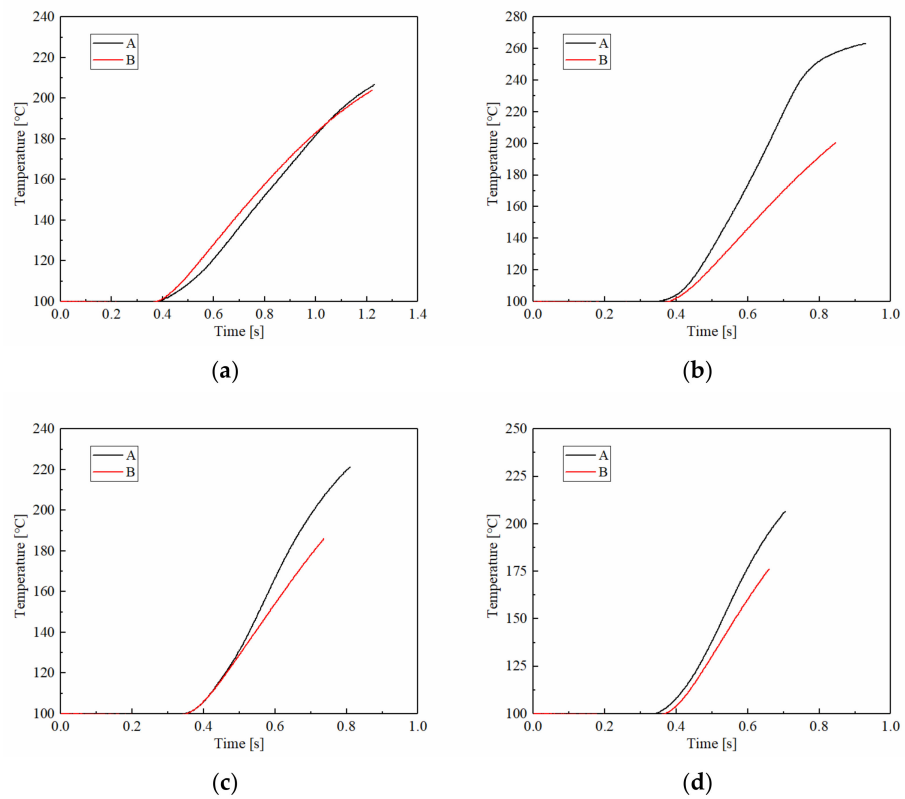 240
220
200
180
160
140
120
100
Temperature [℃]
A
B
0.0 0.2 0.4 0.6 0.8 1.0 1.2 1.4
Time [s]
(a)
280
260
240
220
200
180
160
140
120
100
Temperature [℃]
A
B
0.0 0.2 0.4 0.6 0.8 1.0
Time [s]
(b)
240
220
200
180
160
140
120
100
Temperature [℃]
A
B
0.0 0.2 0.4 0.6 0.8 1.0
Time [s]
(c)
250
225
200
175
150
125
100
Temperature [℃]
A
B
0.0 0.2 0.4 0.6 0.8 1.0
Time [s]
(d)